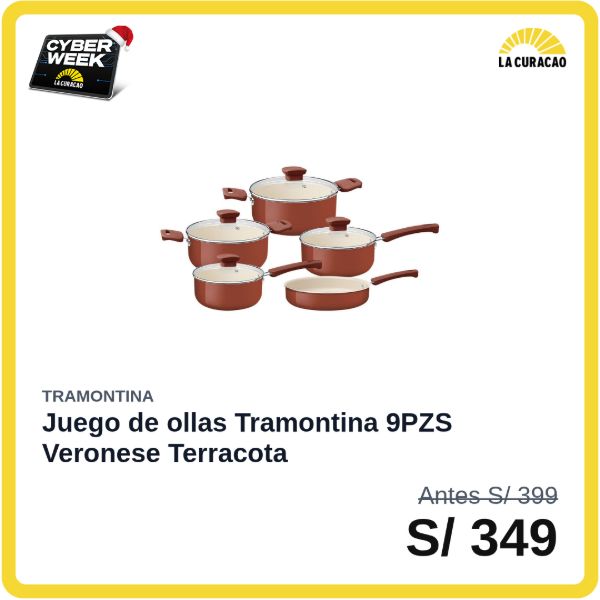 CYBER
WEEK
LA CURACAO
LA CURACAO
TRAMONTINA
Juego de ollas Tramontina 9PZS
Veronese Terracota
Antes S/ 399
S/ 349